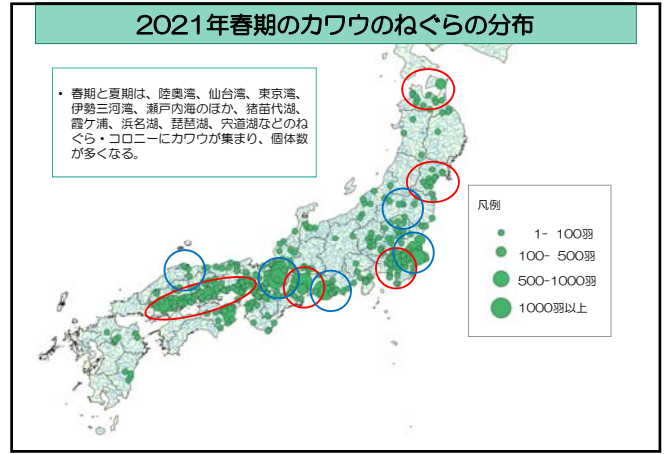 2021年春期のカワウのねぐらの分布
• 春期と夏期は、陸奥湾、仙台湾、東京湾、
伊勢三河湾、瀬戸内海のほか、猪苗代湖、
霞ケ浦、浜名湖、琵琶湖、宍道湖などのね
ぐら・コロニーにカワウが集まり、個体数
が多くなる。
凡例
1- 100羽
100- 500羽
500-1000羽
1000羽以上